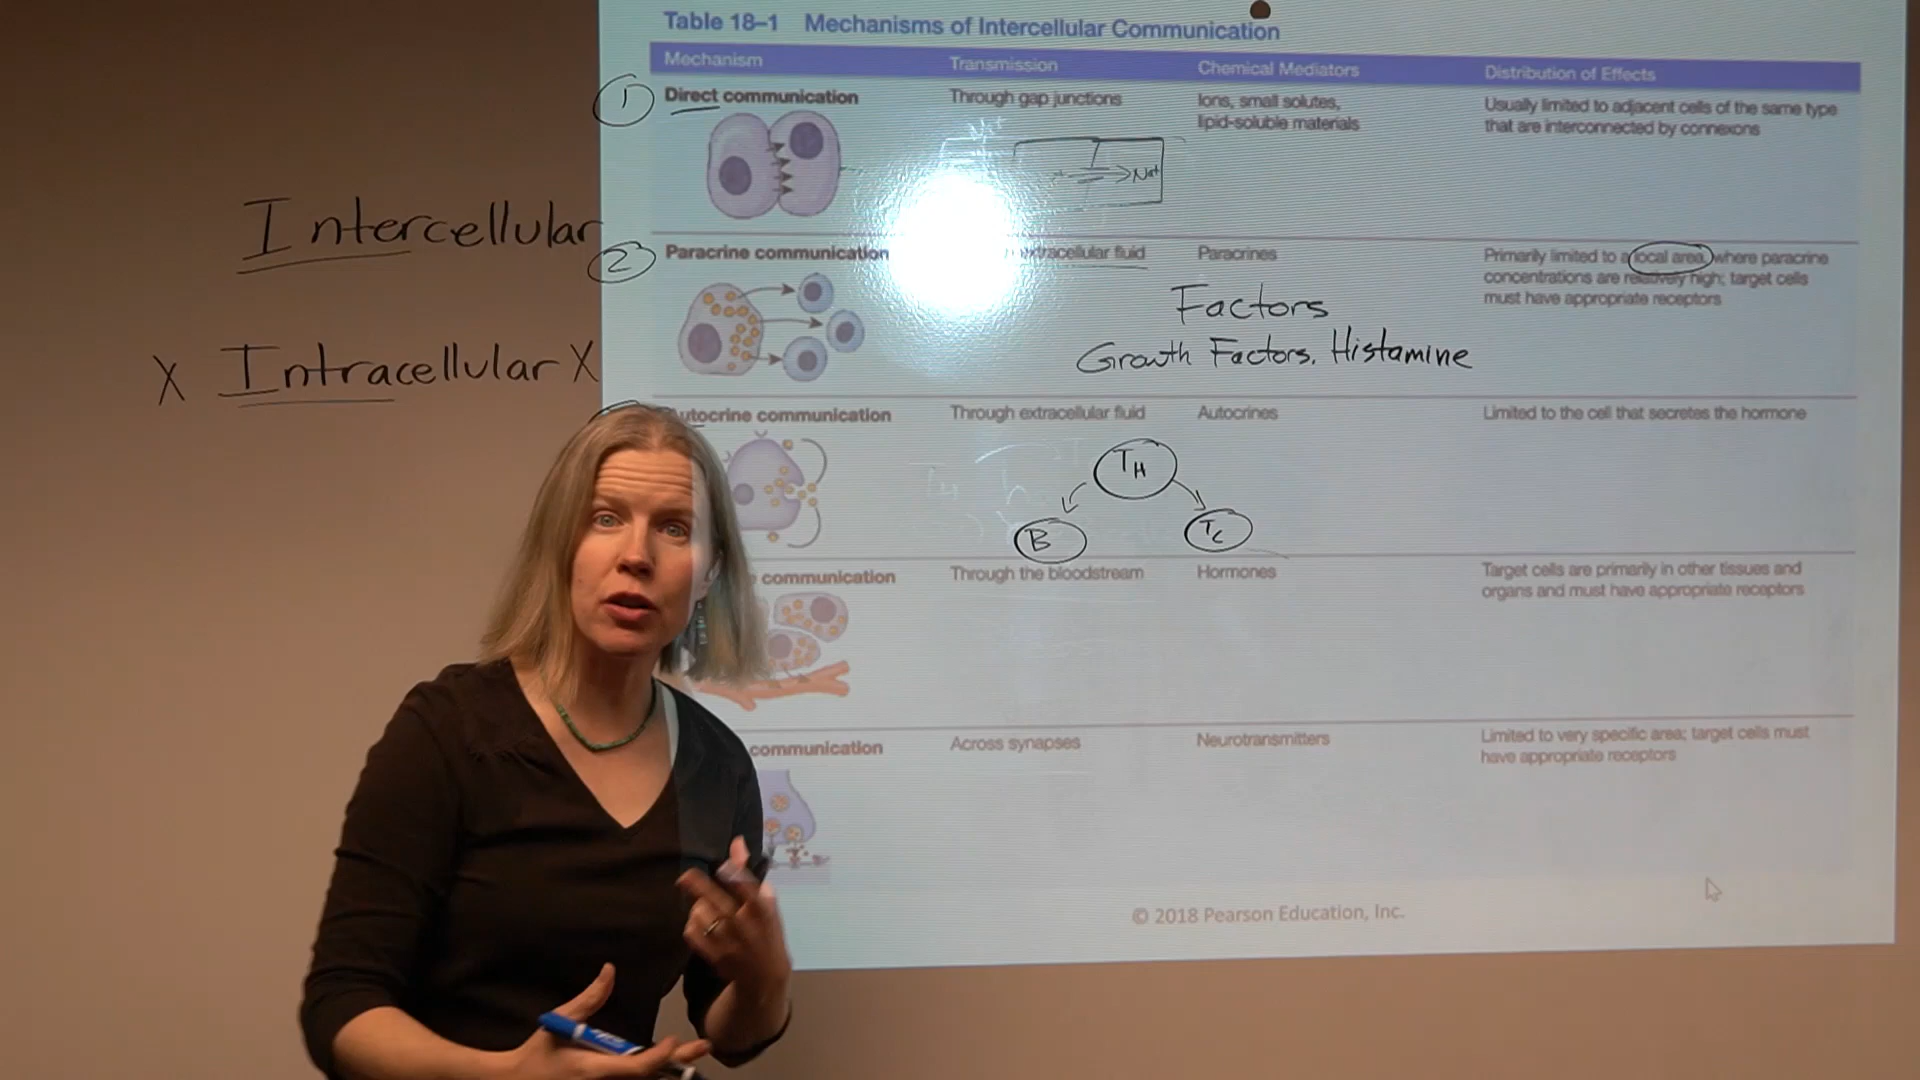 Table 18–1 Mechanisms of Intercellular Communication
Mechanism Transmission Chemical Mediators Distribution of Effects
1 Direct communication Through gap junctions Ions, small solutes, Usually limited to adjacent cells of the same type
lipid-soluble materials that are interconnected by connexons
Na+
Intercellular
2 Paracrine communication extracellular fluid Paracrines Primarily limited to a local area, where paracrine
concentrations are relatively high; target cells
must have appropriate receptors
Factors
Growth Factors. Histamine
X Intracellular X
Autocrine communication Through extracellular fluid Autocrines Limited to the cell that secretes the hormone
TH
B TC
communication Through the bloodstream Hormones Target cells are primarily in other tissues and
organs and must have appropriate receptors
communication Across synapses Neurotransmitters Limited to very specific area; target cells must
have appropriate receptors
© 2018 Pearson Education, Inc.